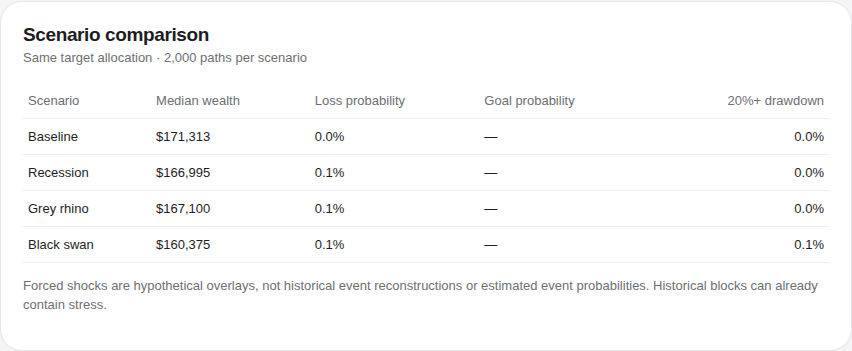 Scenario comparison
Same target allocation · 2,000 paths per scenario
Scenario Median wealth Loss probability Goal probability 20%+ drawdown
Baseline $171,313 0.0% — 0.0%
Recession $166,995 0.1% — 0.0%
Grey rhino $167,100 0.1% — 0.0%
Black swan $160,375 0.1% — 0.1%
Forced shocks are hypothetical overlays, not historical event reconstructions or estimated event probabilities. Historical blocks can already
contain stress.